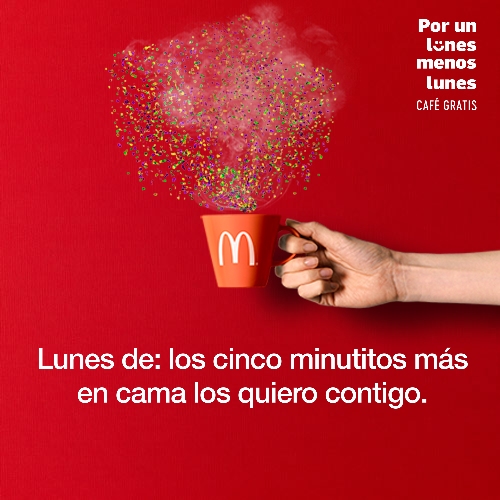 Por un
lunes
menos
lunes
CAFÉ GRATIS
M
Lunes de: los cinco minutitos más
en cama los quiero contigo.